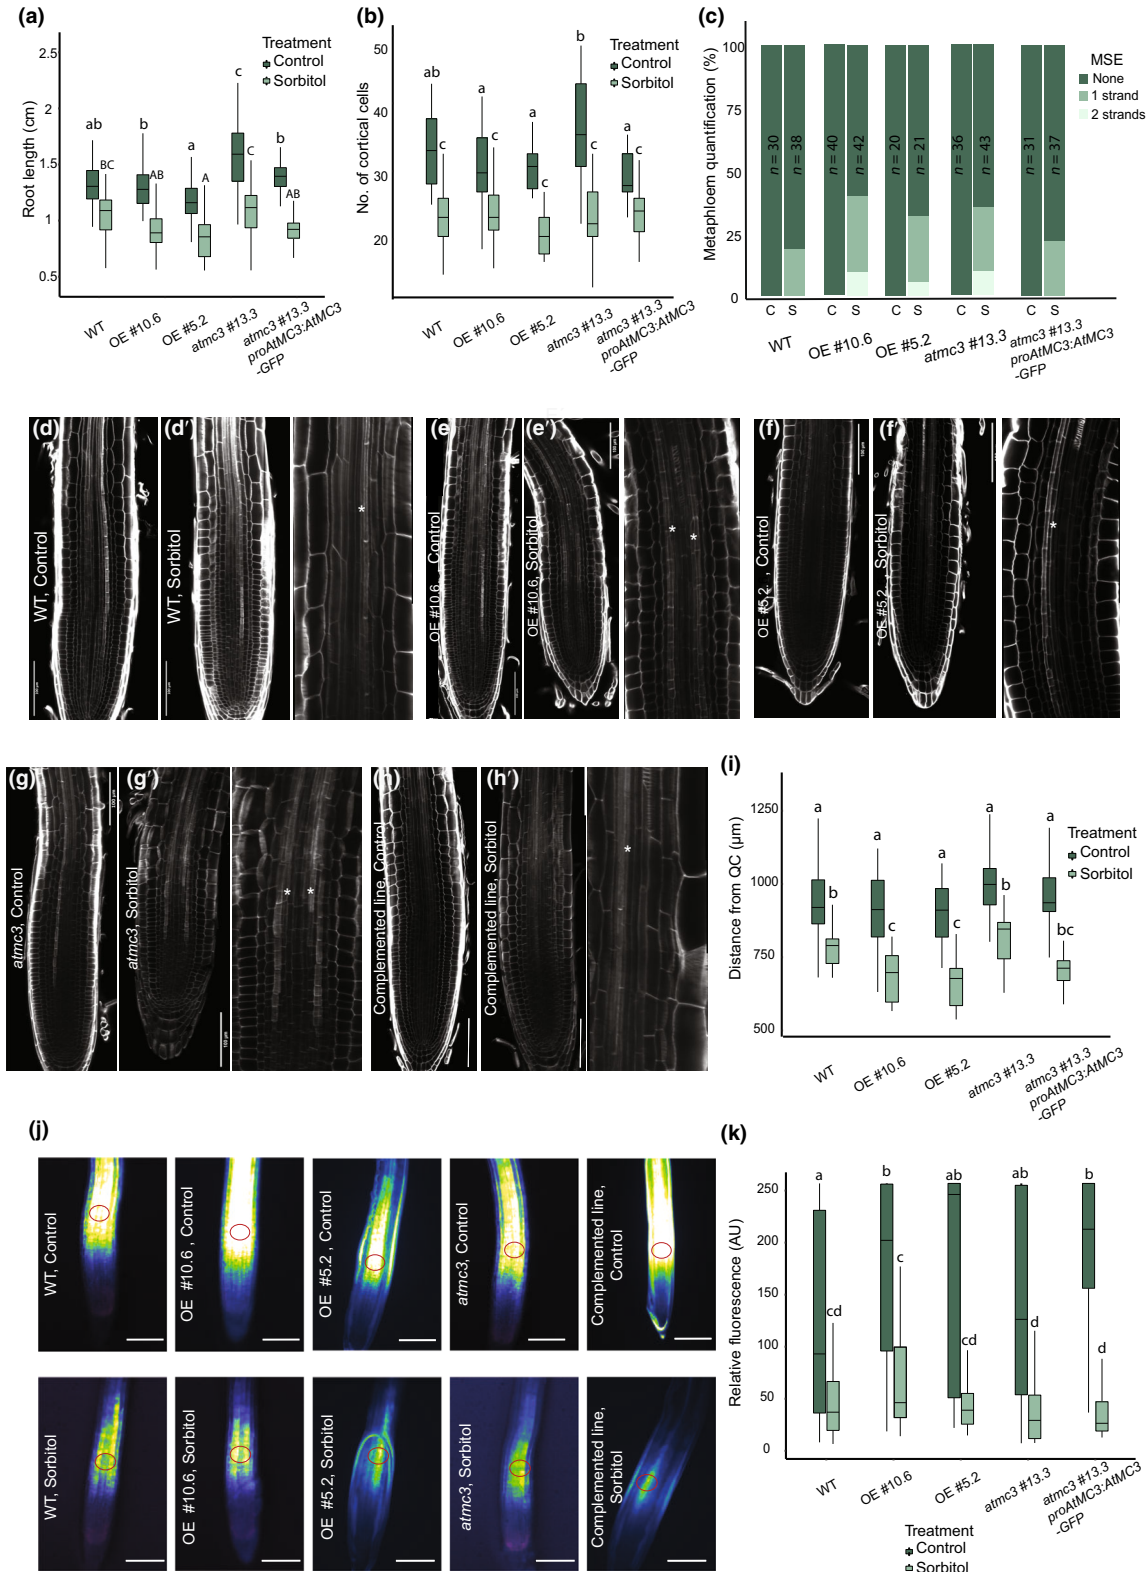 (a)
Treatment
Control
Sorbitol
Root length (cm)
2.5
2
1.5
1
0.5
ab
BC
b
AB
a
A
c
C
b
AB
WT
OE #10.6
OE #5.2
atmc3 #13.3
atmc3 #13.3
proAtMC3:AtMC3
-GFP
(b)
Treatment
Control
Sorbitol
No. of cortical cells
50
40
30
20
ab
c
a
c
a
c
b
c
a
c
WT
OE #10.6
OE #5.2
atmc3 #13.3
atmc3 #13.3
proAtMC3:AtMC3
-GFP
(c)
Metaphloem quantification (%)
100
75
50
25
0
MSE
None
1 strand
2 strands
n = 30
n = 38
n = 40
n = 42
n = 20
n = 21
n = 36
n = 43
n = 31
n = 37
C S C S C S C S C S
WT
OE #10.6
OE #5.2
atmc3 #13.3
atmc3 #13.3
proAtMC3:AtMC3
-GFP
(d)
WT, Control
(d')
WT, Sorbitol
*
(e)
OE #10.6, Control
(e')
OE #10.6, Sorbitol
100 µm
* *
(f)
OE #5.2, Control
100 µm
(f')
OE #5.2, Sorbitol
*
(g)
atmc3, Control
100 µm
(g')
atmc3, Sorbitol
100 µm
* *
(h)
Complemented line, Control
(h')
Complemented line, Sorbitol
*
(i)
Distance from QC (µm)
1250
1000
750
500
Treatment
Control
Sorbitol
a
b
a
c
a
c
a
b
a
bc
WT
OE #10.6
OE #5.2
atmc3 #13.3
atmc3 #13.3
proAtMC3:AtMC3
-GFP
(j)
WT, Control
OE #10.6 , Control
OE #5.2 , Control
atmc3, Control
Complemented line,
Control
WT, Sorbitol
OE #10.6, Sorbitol
OE #5.2, Sorbitol
atmc3, Sorbitol
Complemented line,
Sorbitol
(k)
Relative fluorescence (AU)
250
200
150
100
50
0
a
cd
b
c
ab
cd
ab
d
b
d
WT
OE #10.6
OE #5.2
atmc3 #13.3
atmc3 #13.3
proAtMC3:AtMC3
-GFP
Treatment
Control
Sorbitol